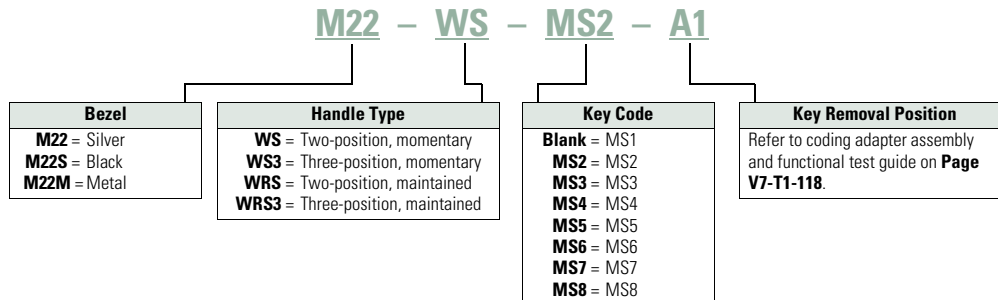 M22 – WS – MS2 – A1
Bezel
M22 = Silver
M22S = Black
M22M = Metal
Handle Type
WS = Two-position, momentary
WS3 = Three-position, momentary
WRS = Two-position, maintained
WRS3 = Three-position, maintained
Key Code
Blank = MS1
MS2 = MS2
MS3 = MS3
MS4 = MS4
MS5 = MS5
MS6 = MS6
MS7 = MS7
MS8 = MS8
Key Removal Position
Refer to coding adapter assembly
and functional test guide on Page
V7-T1-118.